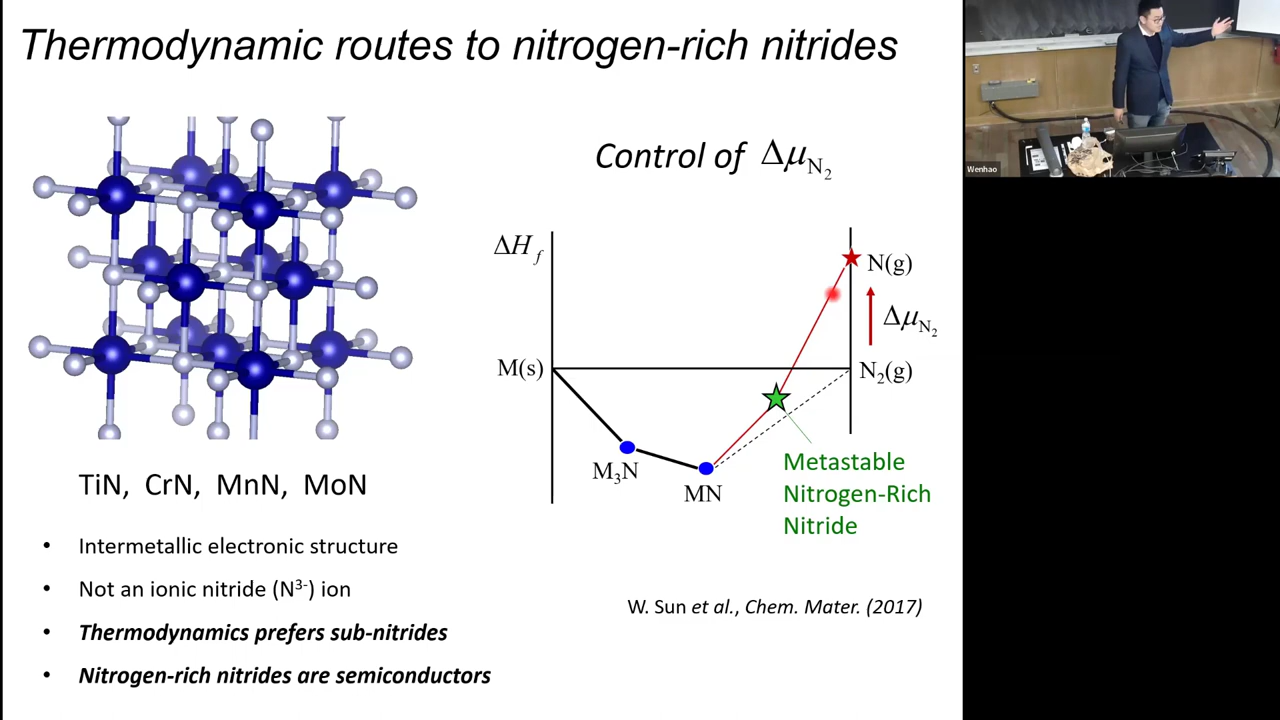 Thermodynamic routes to nitrogen-rich nitrides
Wenhao
Control of Δμ_N₂
ΔH_f
N(g)
Δμ_N₂
M(s)
N₂(g)
M₃N
MN
Metastable
Nitrogen-Rich
Nitride
TiN, CrN, MnN, MoN
• Intermetallic electronic structure
• Not an ionic nitride (N³⁻) ion
• Thermodynamics prefers sub-nitrides
• Nitrogen-rich nitrides are semiconductors
W. Sun et al., Chem. Mater. (2017)